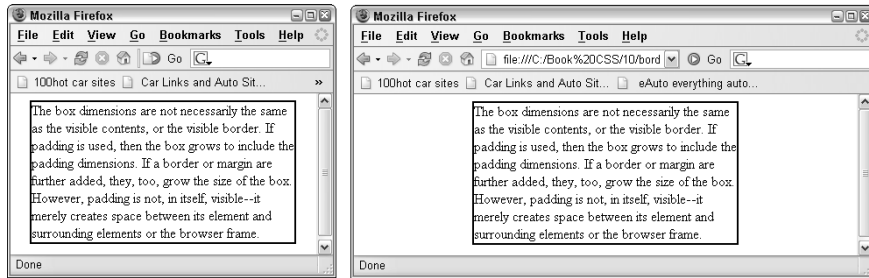 Mozilla Firefox
File Edit View Go Bookmarks Tools Help
Go G
100hot car sites Car Links and Auto Sit... »
The box dimensions are not necessarily the same
as the visible contents, or the visible border. If
padding is used, then the box grows to include the
padding dimensions. If a border or margin are
further added, they, too, grow the size of the box.
However, padding is not, in itself, visible--it
merely creates space between its element and
surrounding elements or the browser frame.
Done
Mozilla Firefox
File Edit View Go Bookmarks Tools Help
file:///C:/Book%20CSS/10/bord Go G
100hot car sites Car Links and Auto Sit... eAuto everything auto...
The box dimensions are not necessarily the same
as the visible contents, or the visible border. If
padding is used, then the box grows to include the
padding dimensions. If a border or margin are
further added, they, too, grow the size of the box.
However, padding is not, in itself, visible--it
merely creates space between its element and
surrounding elements or the browser frame.
Done